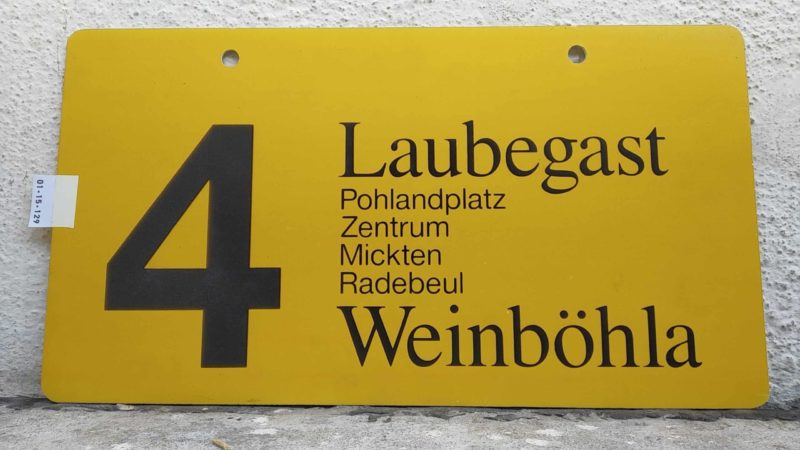 4
Laubegast
Pohlandplatz
Zentrum
Mickten
Radebeul
Weinböhla
01-15-129